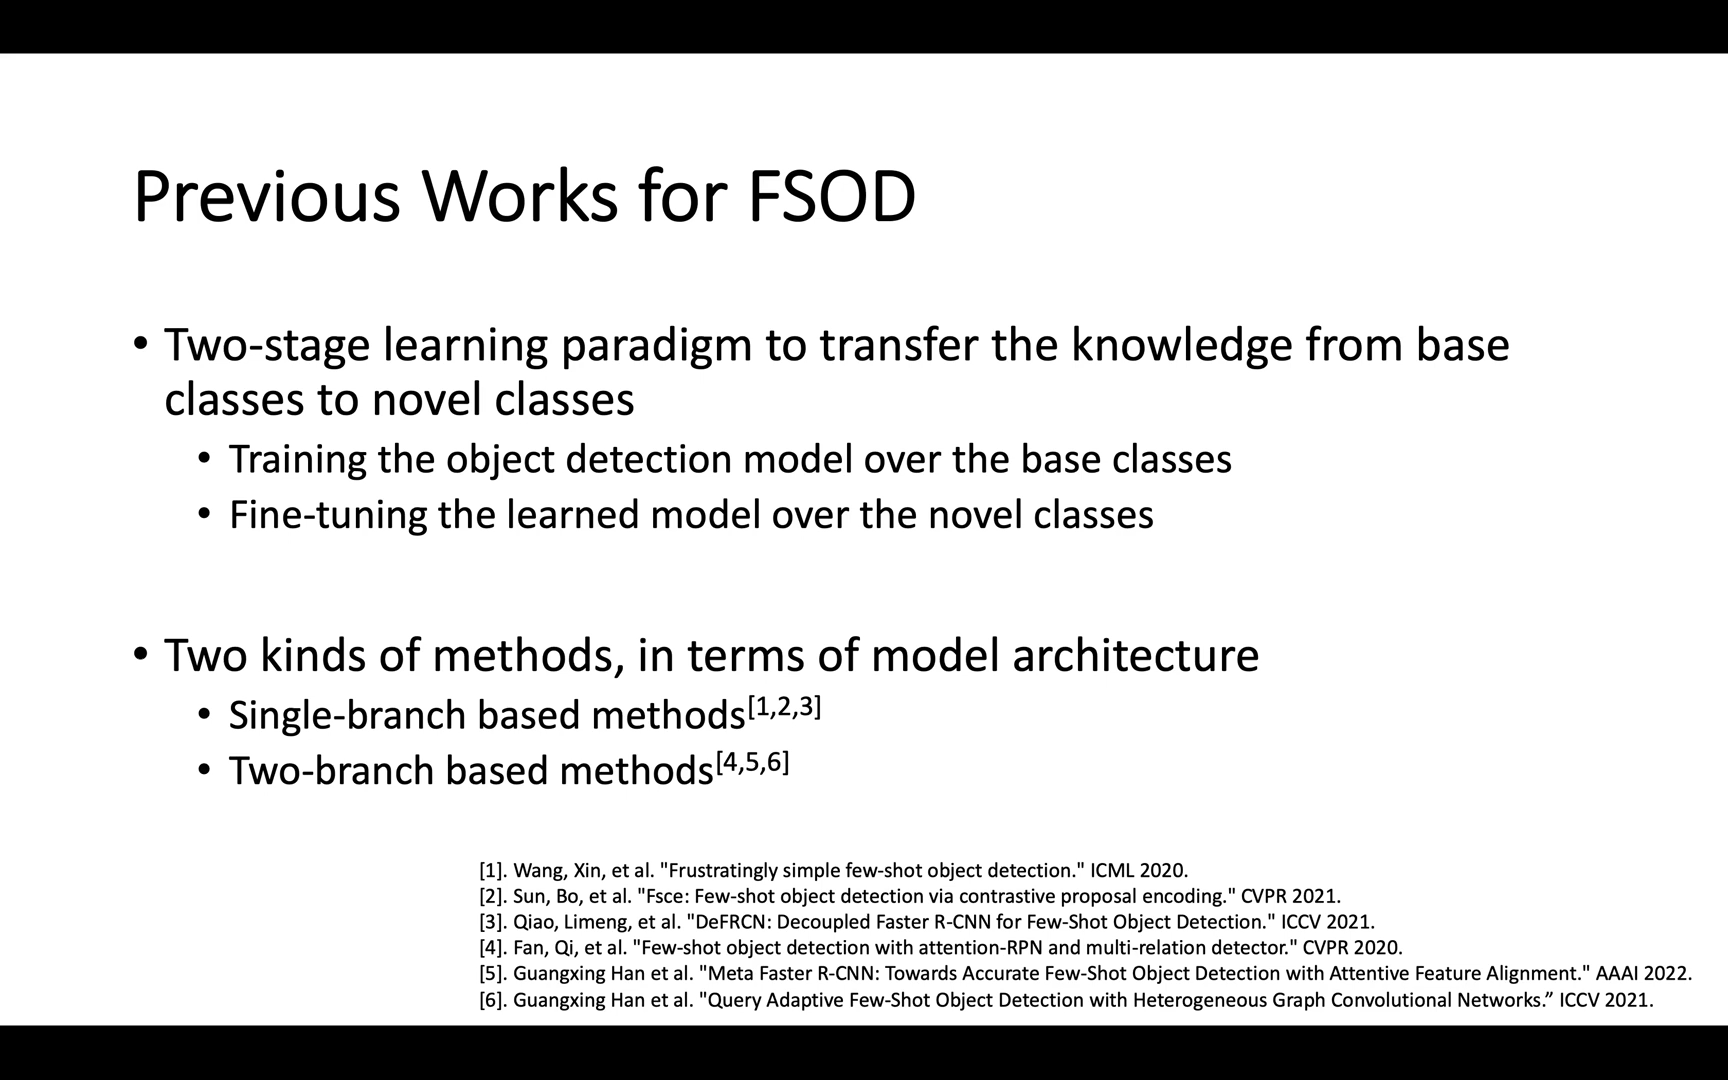 Previous Works for FSOD
• Two-stage learning paradigm to transfer the knowledge from base
classes to novel classes
• Training the object detection model over the base classes
• Fine-tuning the learned model over the novel classes
• Two kinds of methods, in terms of model architecture
• Single-branch based methods[1,2,3]
• Two-branch based methods[4,5,6]
[1]. Wang, Xin, et al. "Frustratingly simple few-shot object detection." ICML 2020.
[2]. Sun, Bo, et al. "Fsce: Few-shot object detection via contrastive proposal encoding." CVPR 2021.
[3]. Qiao, Limeng, et al. "DeFRCN: Decoupled Faster R-CNN for Few-Shot Object Detection." ICCV 2021.
[4]. Fan, Qi, et al. "Few-shot object detection with attention-RPN and multi-relation detector." CVPR 2020.
[5]. Guangxing Han et al. "Meta Faster R-CNN: Towards Accurate Few-Shot Object Detection with Attentive Feature Alignment." AAAI 2022.
[6]. Guangxing Han et al. "Query Adaptive Few-Shot Object Detection with Heterogeneous Graph Convolutional Networks.” ICCV 2021.